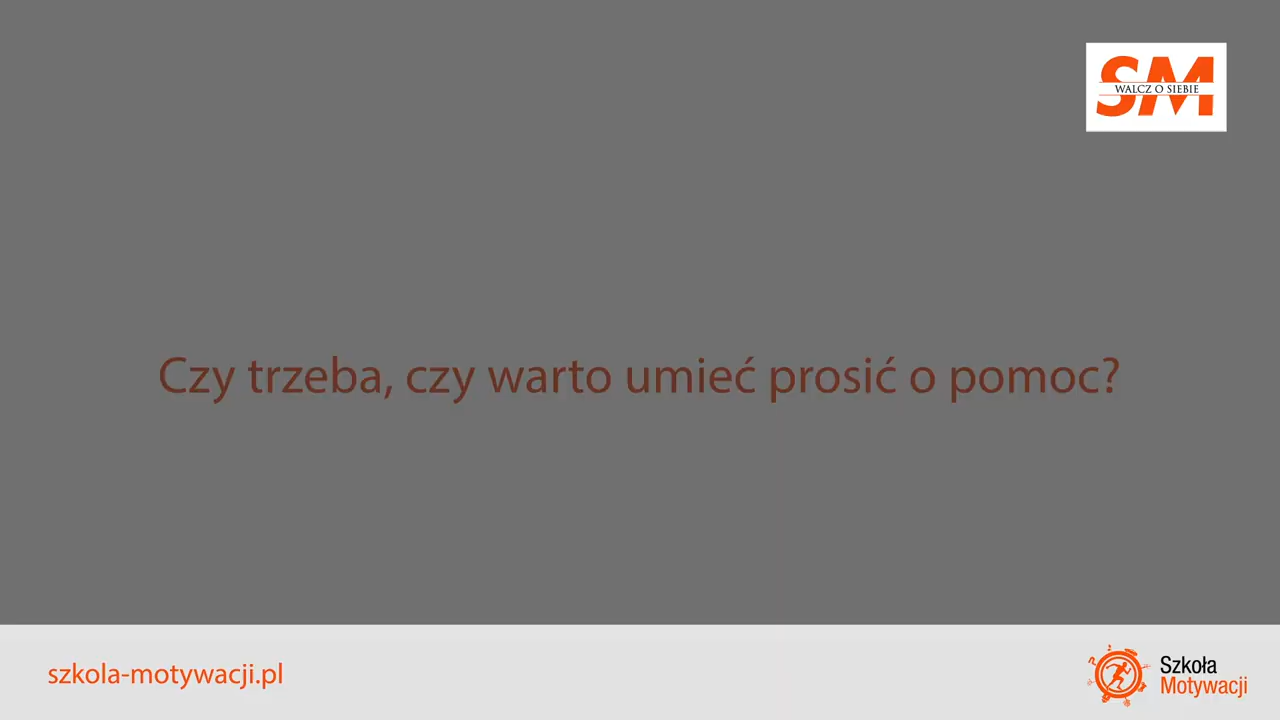 SM
WALCZ O SIEBIE
Czy trzeba, czy warto umieć prosić o pomoc?
szkola-motywacji.pl
Szkoła
Motywacji